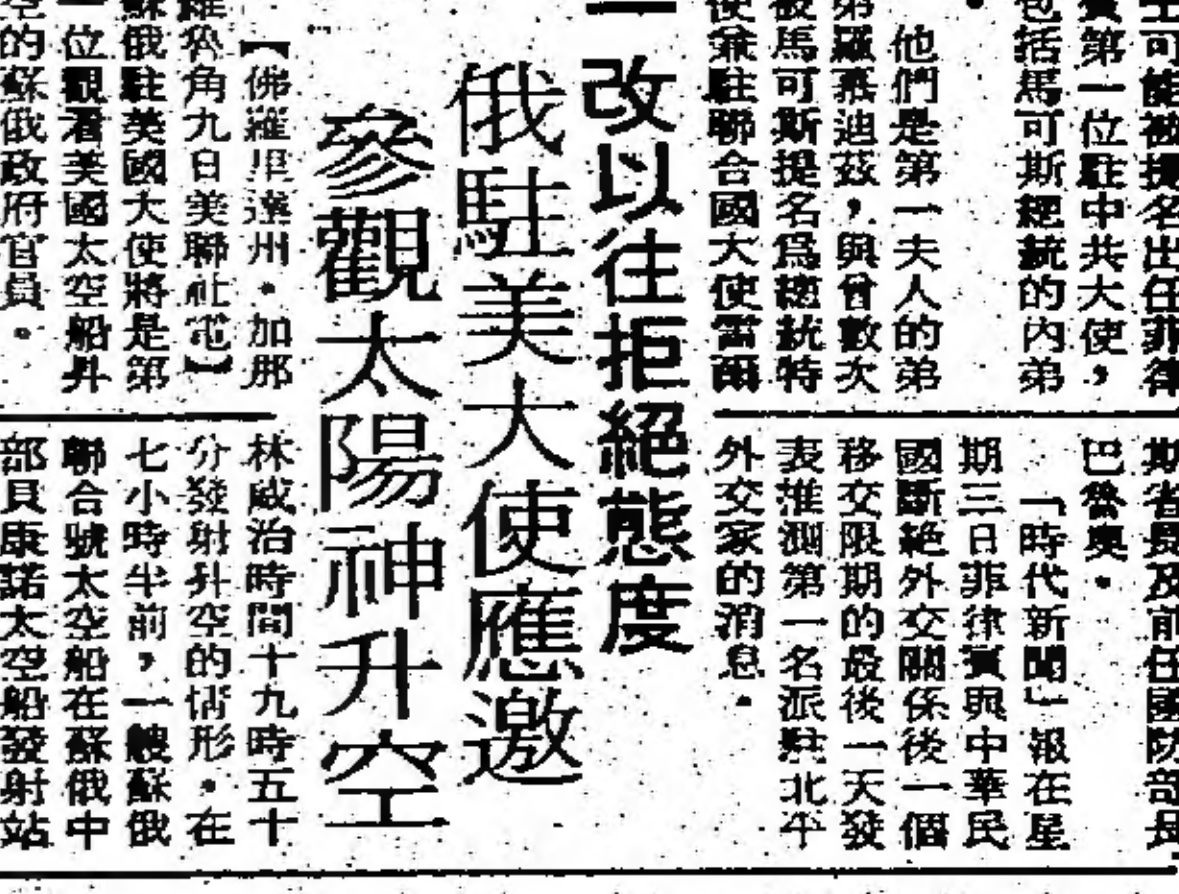 士可能被提名出任菲律
賓第一位駐中共大使，
包括馬可斯總統的內弟
。
他們是第一夫人的弟
弟羅慕迪茲，與曾數次
被馬可斯提名爲總統特
使兼駐聯合國大使雷爾
期省長及前任國防部長
巴魯奧。
「時代新聞」報在星
期三日菲律賓與中華民
國斷絕外交關係後一個
移交限期的最後一天發
表推測第一名派駐北平
外交家的消息。
一改以往拒絕態度
俄駐美大使應邀
參觀太陽神升空
【佛羅里達州。加那
角九日美聯社電】
蘇俄駐英國大使將是第
一位觀看美國太空船昇
空的蘇俄政府官員。
林威治時間十九時五十
分發射升空的情形。在
七小時半前，一艘蘇俄
聯合號太空船在蘇俄中
部貝康諾太空船發射站